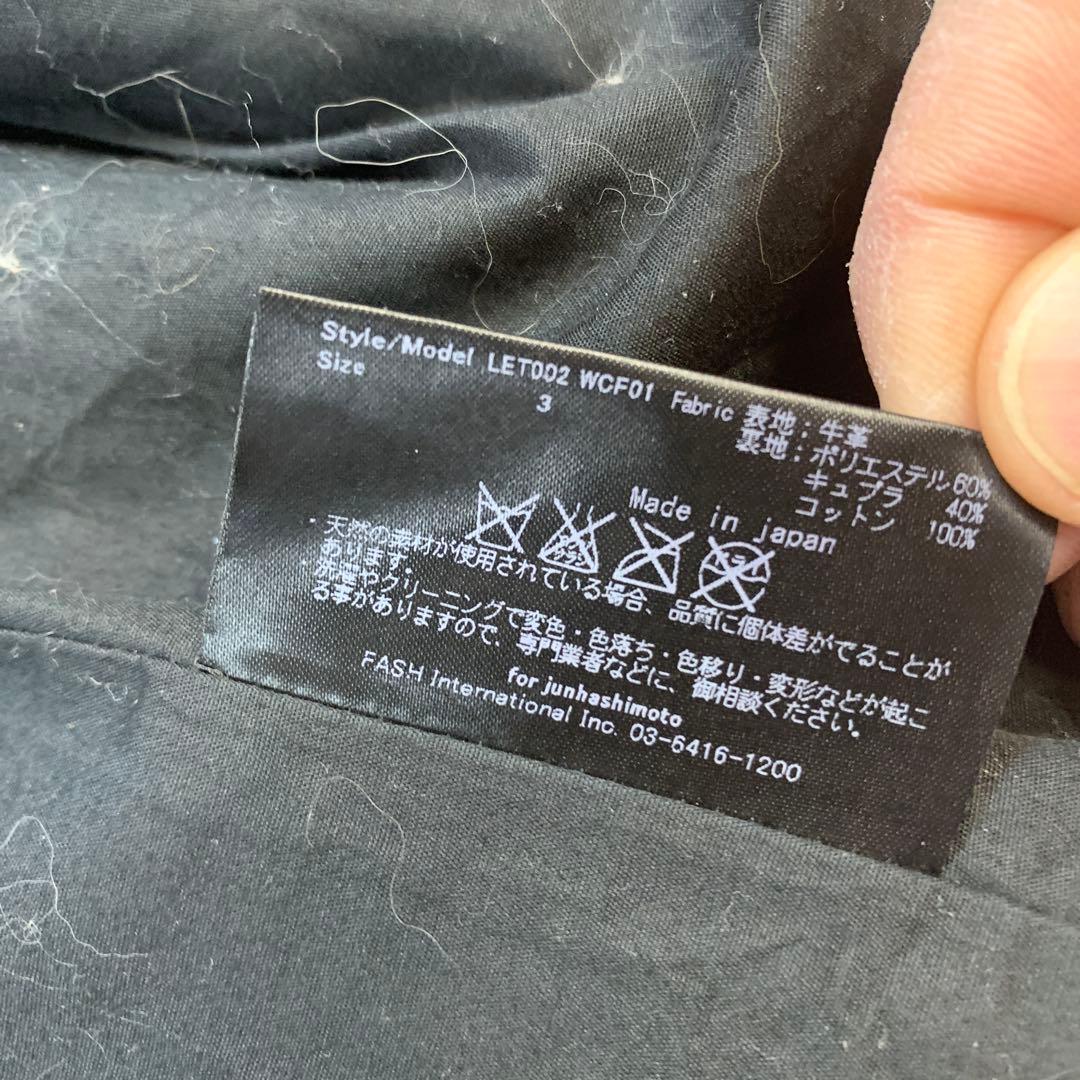 Style/Model LET002 WCF01 Fabric 表地:牛革
Size 3 裏地:ポリエステル60%
キュプラ 40%
コットン 100%
Made in japan
・天然の素材が使用されている場合、品質に個体差がでることが
あります。
・洗濯やクリーニングで変色・色落ち・色移り・変形などが起こ
る事がありますので、専門業者などに、御相談ください。
for junhashimoto
FASH International Inc. 03-6416-1200